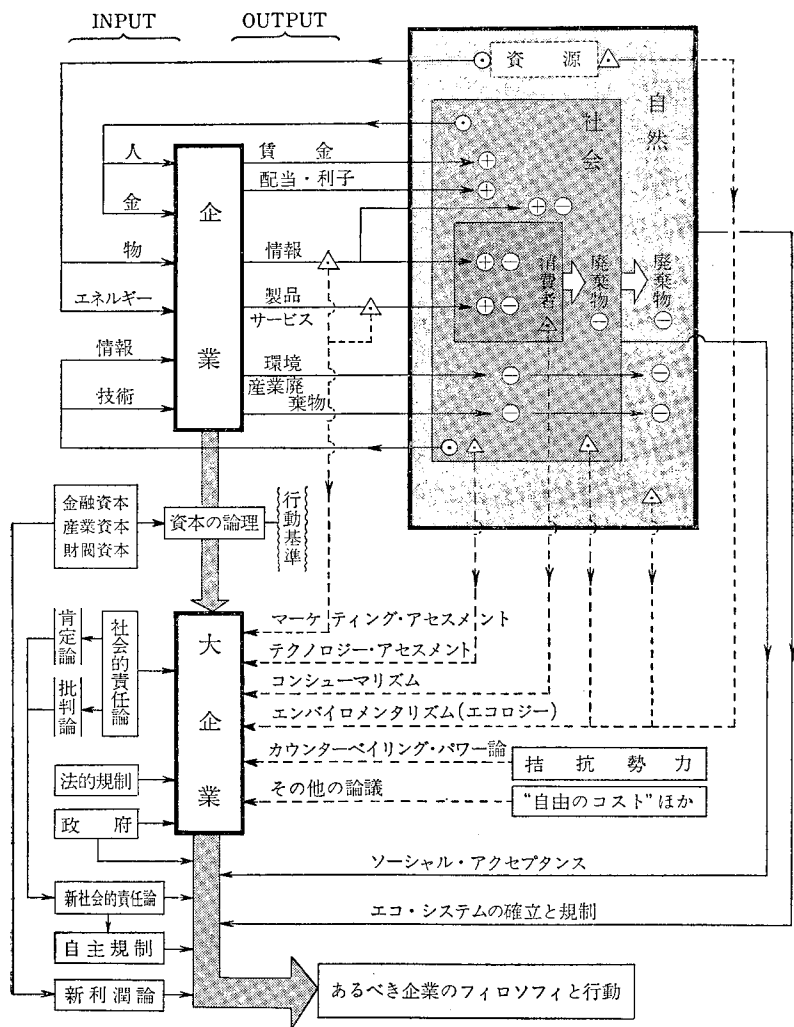 INPUT
OUTPUT
資源
自然
社会
人
金
物
エネルギー
情報
技術
企業
賃金
配当・利子
情報
製品
サービス
環境
産業廃
棄物
消費者
廃棄物
廃棄物
金融資本
産業資本
財閥資本
資本の論理
行動基準
肯定論
批判論
社会的責任論
大企業
マーケティング・アセスメント
テクノロジー・アセスメント
コンシューマリズム
エンバイロメンタリズム(エコロジー)
カウンターベイリング・パワー論
拮抗勢力
その他の論議
“自由のコスト”ほか
法的規制
政府
ソーシャル・アクセプタンス
新社会的責任論
エコ・システムの確立と規制
自主規制
新利潤論
あるべき企業のフィロソフィと行動